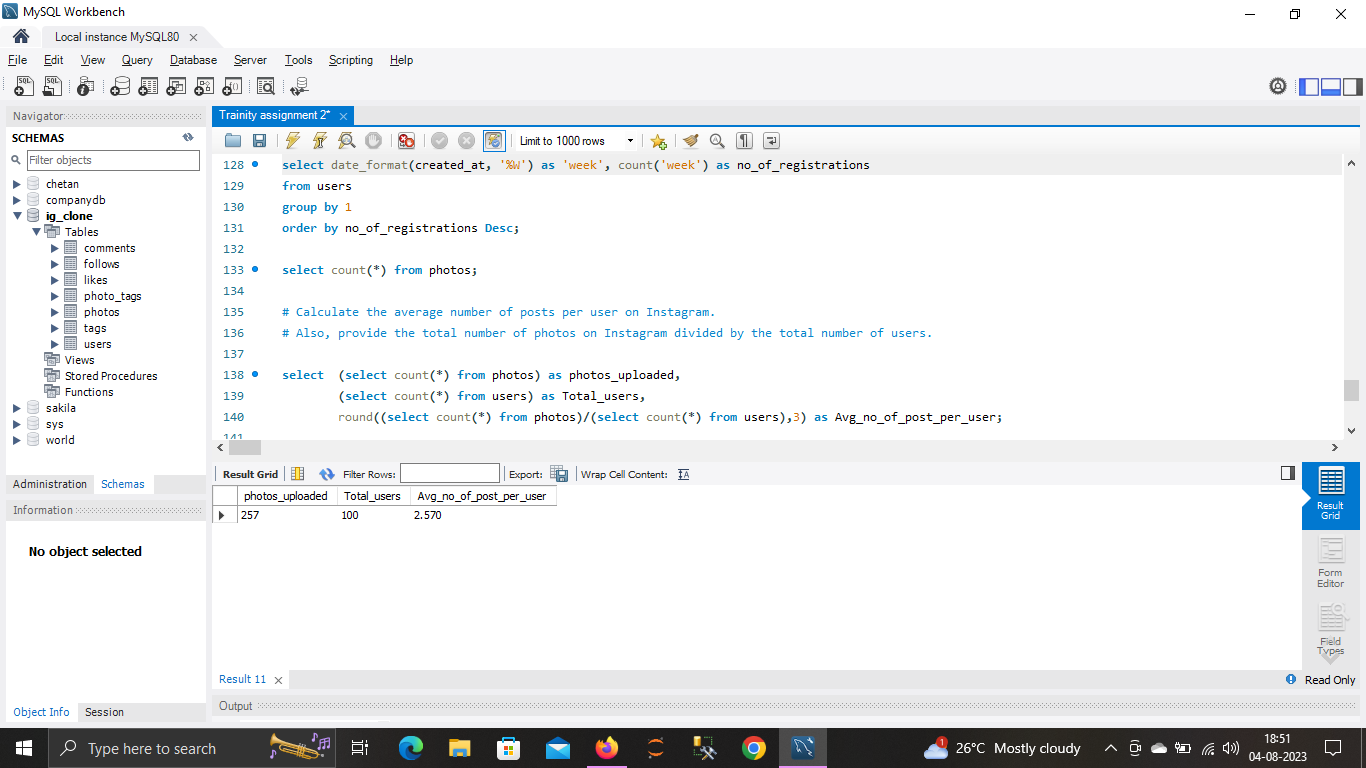 MySQL Workbench
Local instance MySQL80
File Edit View Query Database Server Tools Scripting Help
Navigator
SCHEMAS
Filter objects
chetan
companydb
ig_clone
Tables
comments
follows
likes
photo_tags
photos
tags
users
Views
Stored Procedures
Functions
sakila
sys
world
Administration Schemas
Information
No object selected
Object Info Session
Trainity assignment 2*
Limit to 1000 rows
128 select date_format(created_at, '%W') as 'week', count('week') as no_of_registrations
129 from users
130 group by 1
131 order by no_of_registrations Desc;
132
133 select count(*) from photos;
134
135 # Calculate the average number of posts per user on Instagram.
136 # Also, provide the total number of photos on Instagram divided by the total number of users.
137
138 select (select count(*) from photos) as photos_uploaded,
139 (select count(*) from users) as Total_users,
140 round((select count(*) from photos)/(select count(*) from users),3) as Avg_no_of_post_per_user;
141
Result Grid Filter Rows: Export: Wrap Cell Content:
photos_uploaded Total_users Avg_no_of_post_per_user
257 100 2.570
Result Grid
Form Editor
Field Types
Result 11
Read Only
Output
Type here to search
1
26°C Mostly cloudy
18:51
04-08-2023